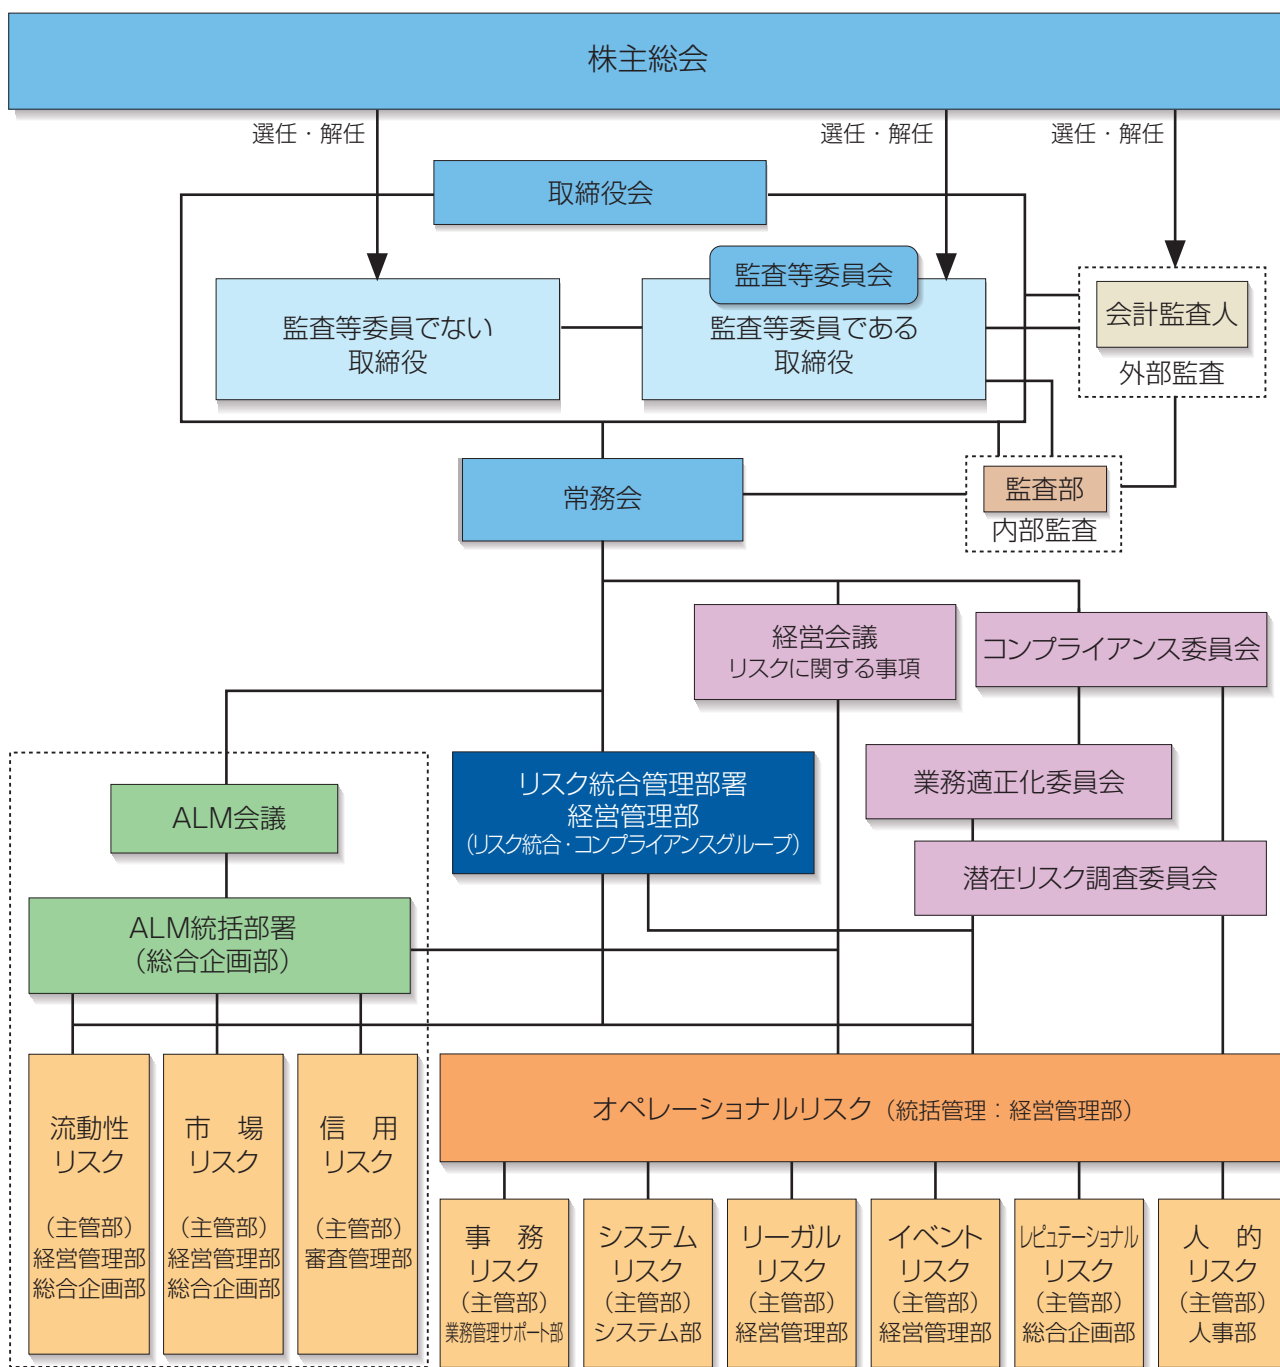 株主総会
選任・解任
選任・解任
選任・解任
取締役会
監査等委員会
監査等委員でない
取締役
監査等委員である
取締役
会計監査人
外部監査
常務会
監査部
内部監査
経営会議
リスクに関する事項
コンプライアンス委員会
ALM会議
リスク統合管理部署
経営管理部
(リスク統合・コンプライアンスグループ)
業務適正化委員会
潜在リスク調査委員会
ALM統括部署
(総合企画部)
流動性
リスク
(主管部)
経営管理部
総合企画部
市　場
リスク
(主管部)
経営管理部
総合企画部
信　用
リスク
(主管部)
審査管理部
オペレーショナルリスク(統括管理：経営管理部)
事　務
リスク
(主管部)
業務管理サポート部
システム
リスク
(主管部)
システム部
リーガル
リスク
(主管部)
経営管理部
イベント
リスク
(主管部)
経営管理部
レピュテーショナル
リスク
(主管部)
総合企画部
人　的
リスク
(主管部)
人事部